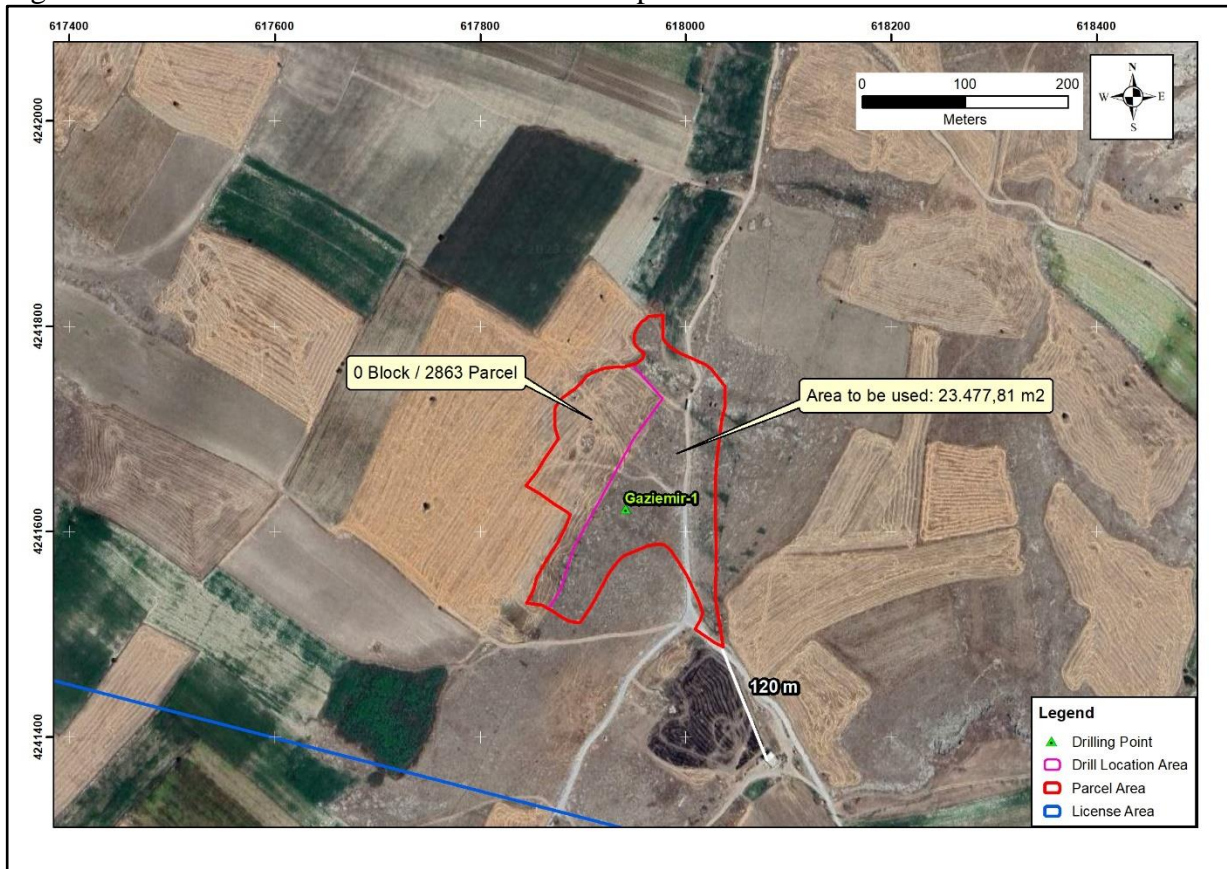 617400 617600 617800 618000 618200 618400
0 100 200
Meters
N
W E
S
4242000
4241800
4241600
4241400
0 Block / 2863 Parcel
Area to be used: 23.477,81 m2
Gaziemir-1
120 m
Legend
Drilling Point
Drill Location Area
Parcel Area
License Area